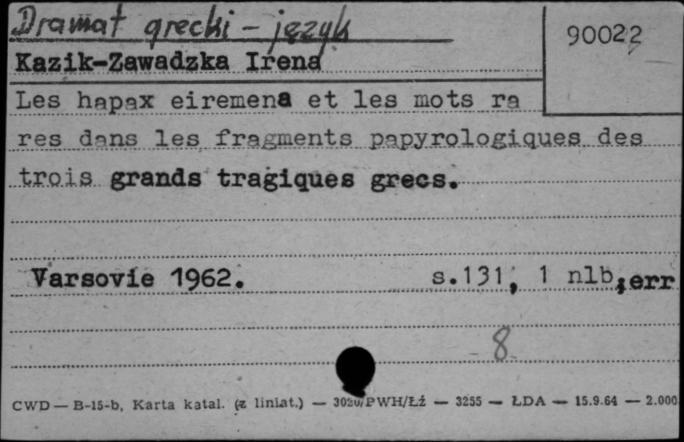 Dramat grecki - język
90022
Kazik-Zawadzka Irena
Les hapax eiremena et les mots ra
res dans les fragments papyrologiques des
trois grands tragiques grecs.
Varsovie 1962. s.131, 1 nlb,err
8
CWD — B-15-b, Karta katal. (z liniat.) — 3020/PWH/Łź — 3255 — ŁDA — 15.9.64 — 2.000